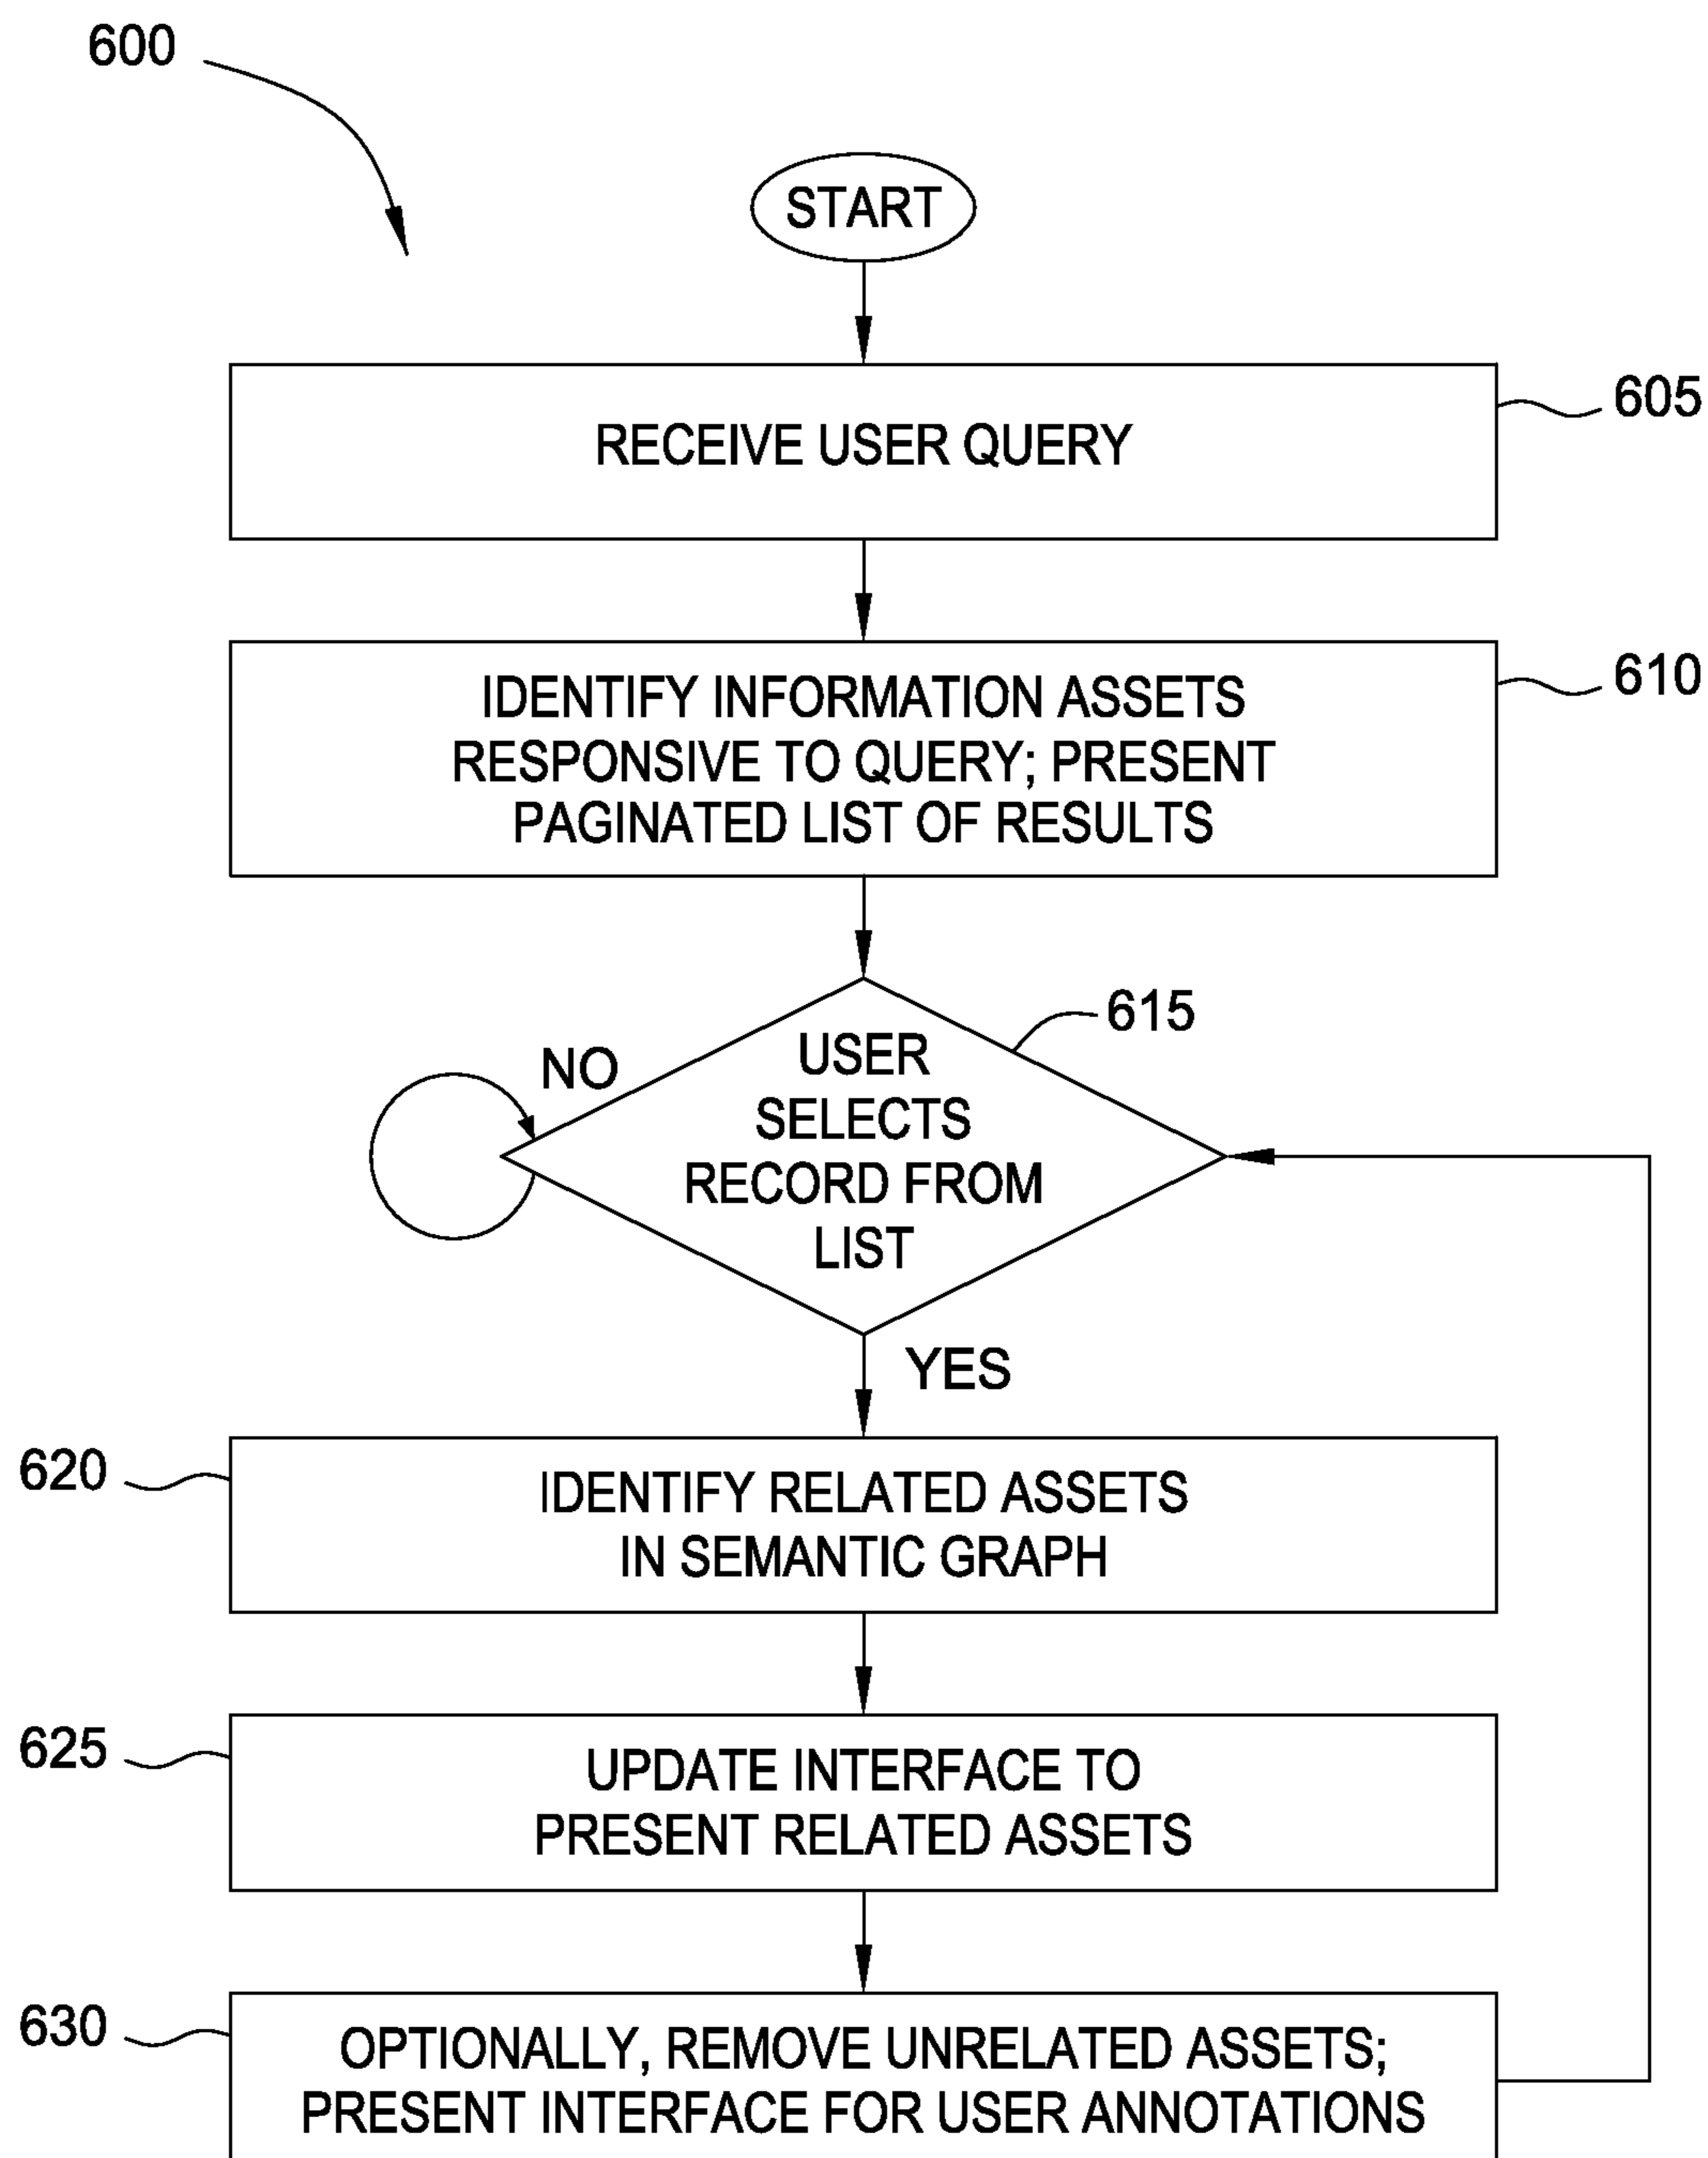 600
START
RECEIVE USER QUERY
605
IDENTIFY INFORMATION ASSETS
RESPONSIVE TO QUERY; PRESENT
PAGINATED LIST OF RESULTS
610
615
NO
USER
SELECTS
RECORD FROM
LIST
YES
620
IDENTIFY RELATED ASSETS
IN SEMANTIC GRAPH
625
UPDATE INTERFACE TO
PRESENT RELATED ASSETS
630
OPTIONALLY, REMOVE UNRELATED ASSETS;
PRESENT INTERFACE FOR USER ANNOTATIONS